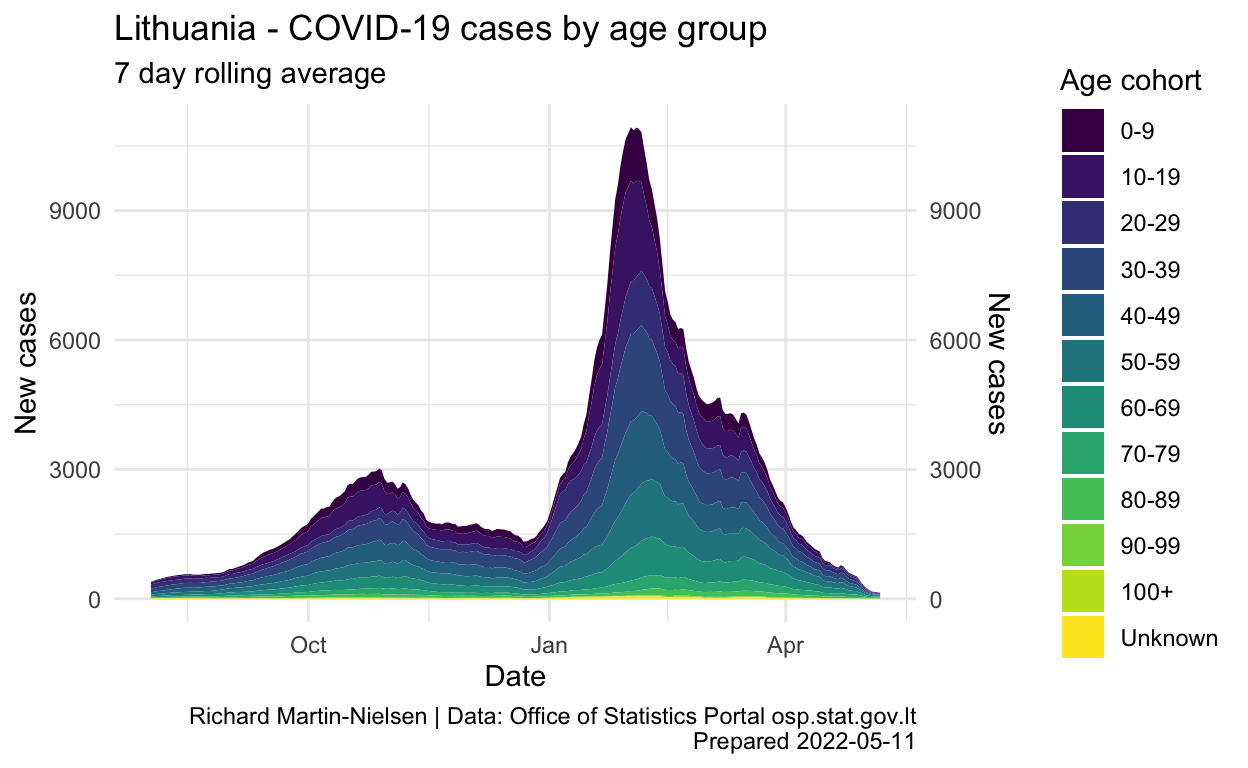 Lithuania - COVID-19 cases by age group
7 day rolling average
New cases
9000
6000
3000
0
9000
6000
3000
0
New cases
Oct
Jan
Apr
Date
Age cohort
0-9
10-19
20-29
30-39
40-49
50-59
60-69
70-79
80-89
90-99
100+
Unknown
Richard Martin-Nielsen | Data: Office of Statistics Portal osp.stat.gov.lt
Prepared 2022-05-11